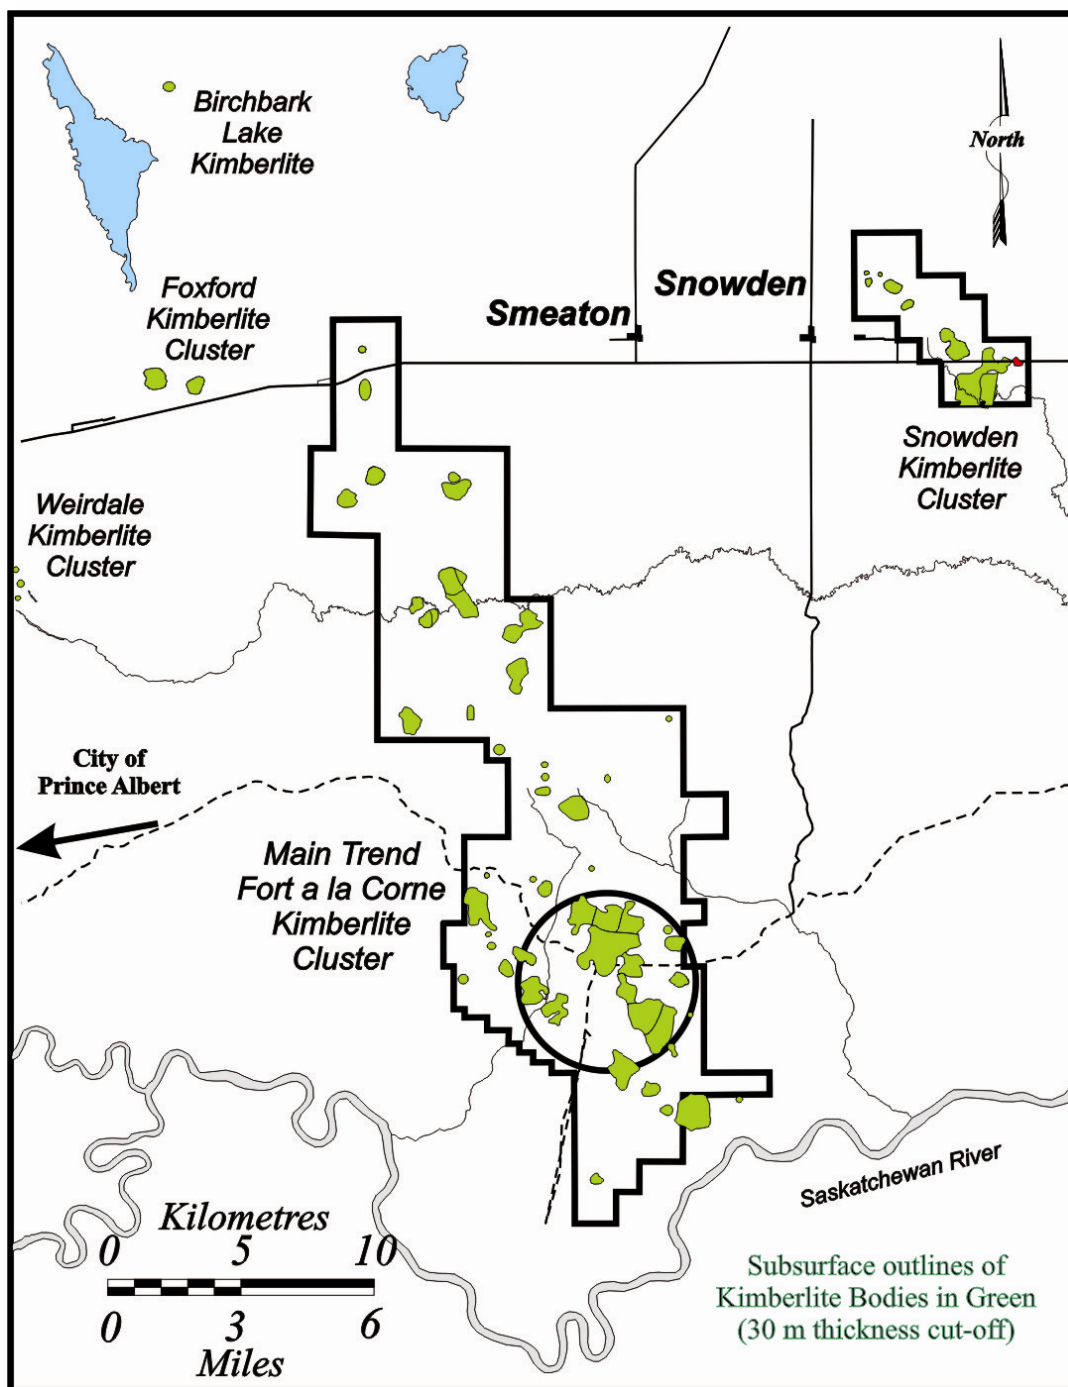 Birchbark
Lake
Kimberlite
North
Foxford
Kimberlite
Cluster
Smeaton
Snowden
Snowden
Kimberlite
Cluster
Weirdale
Kimberlite
Cluster
City of
Prince Albert
Main Trend
Fort a la Corne
Kimberlite
Cluster
Saskatchewan River
Kilometres
0 5 10
0 3 6
Miles
Subsurface outlines of
Kimberlite Bodies in Green
(30 m thickness cut-off)